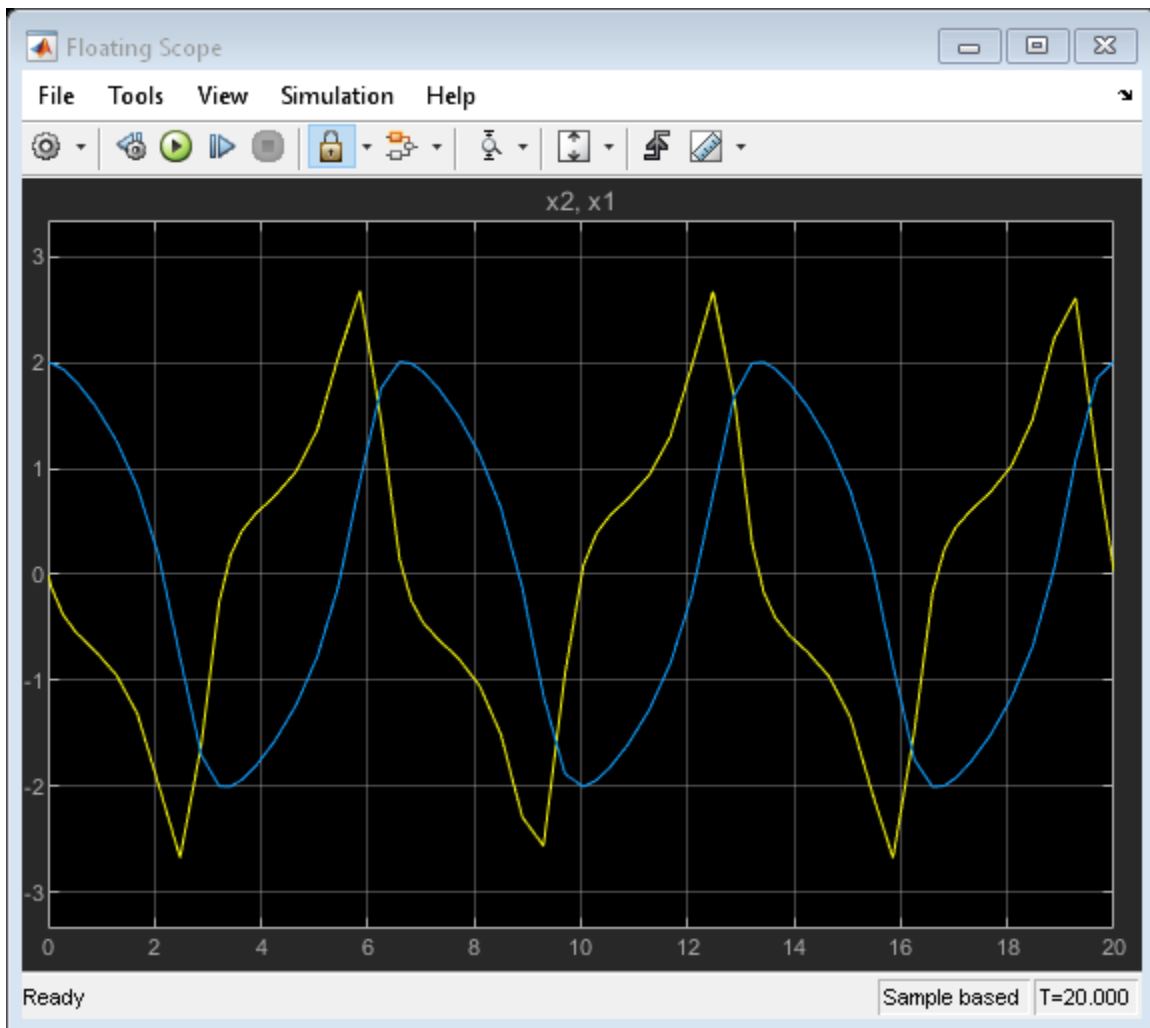 Floating Scope
File Tools View Simulation Help
x2, x1
3
2
1
0
-1
-2
-3
0 2 4 6 8 10 12 14 16 18 20
Ready Sample based T=20.000